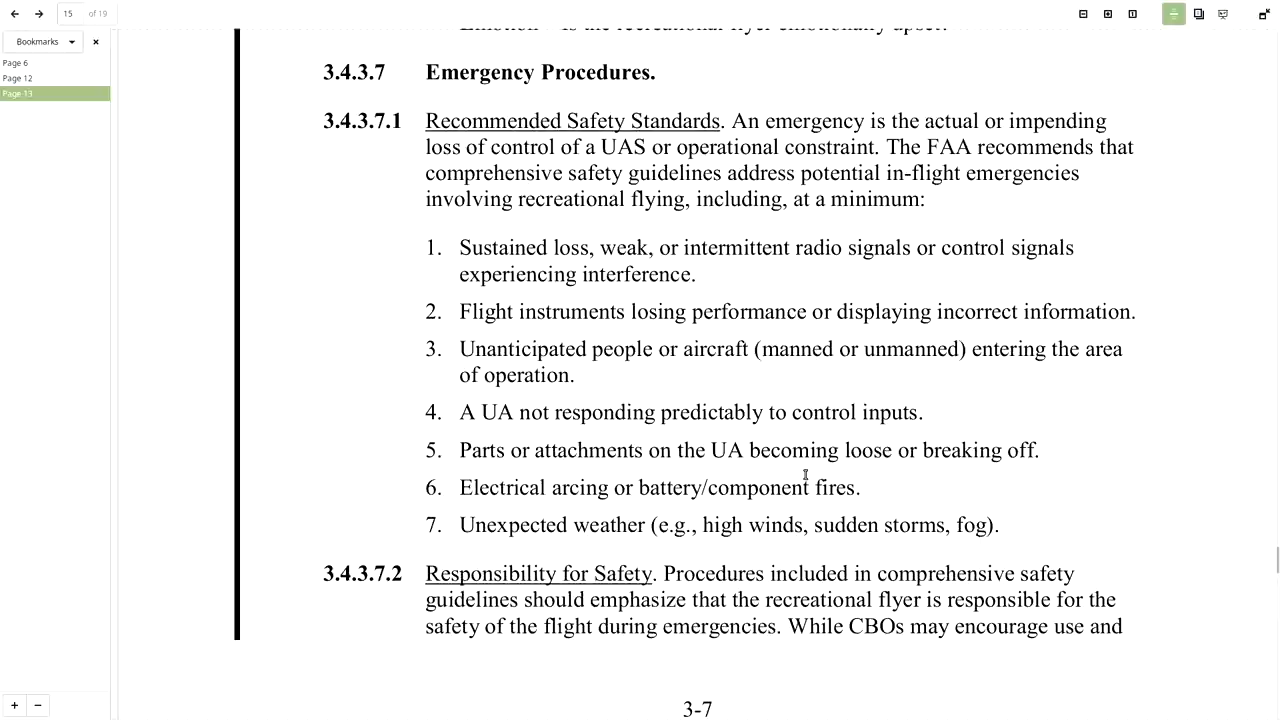 15 of 19
Bookmarks
Page 6
Page 12
Page 13
Emotion – Is the recreational flyer emotionally upset?
3.4.3.7 Emergency Procedures.
3.4.3.7.1 Recommended Safety Standards. An emergency is the actual or impending
loss of control of a UAS or operational constraint. The FAA recommends that
comprehensive safety guidelines address potential in-flight emergencies
involving recreational flying, including, at a minimum:
1. Sustained loss, weak, or intermittent radio signals or control signals
experiencing interference.
2. Flight instruments losing performance or displaying incorrect information.
3. Unanticipated people or aircraft (manned or unmanned) entering the area
of operation.
4. A UA not responding predictably to control inputs.
5. Parts or attachments on the UA becoming loose or breaking off.
6. Electrical arcing or battery/component fires.
7. Unexpected weather (e.g., high winds, sudden storms, fog).
3.4.3.7.2 Responsibility for Safety. Procedures included in comprehensive safety
guidelines should emphasize that the recreational flyer is responsible for the
safety of the flight during emergencies. While CBOs may encourage use and
3-7